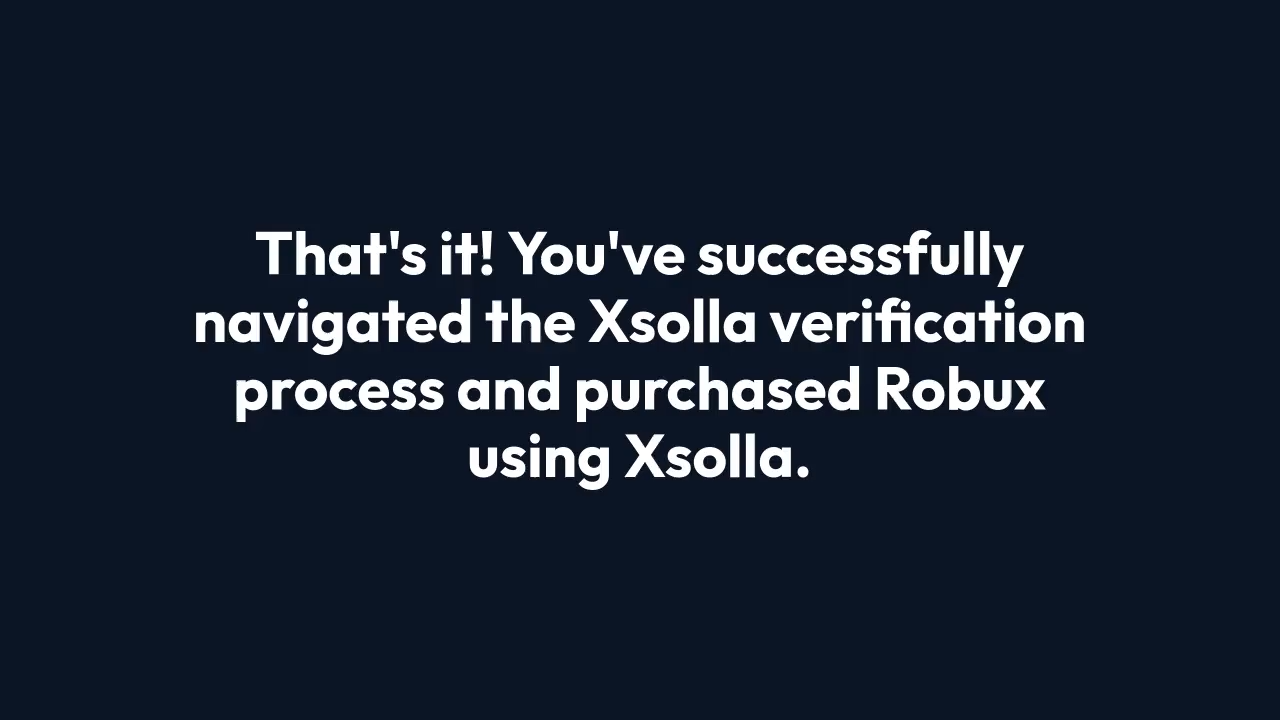 That's it! You've successfully
navigated the Xsolla verification
process and purchased Robux
using Xsolla.